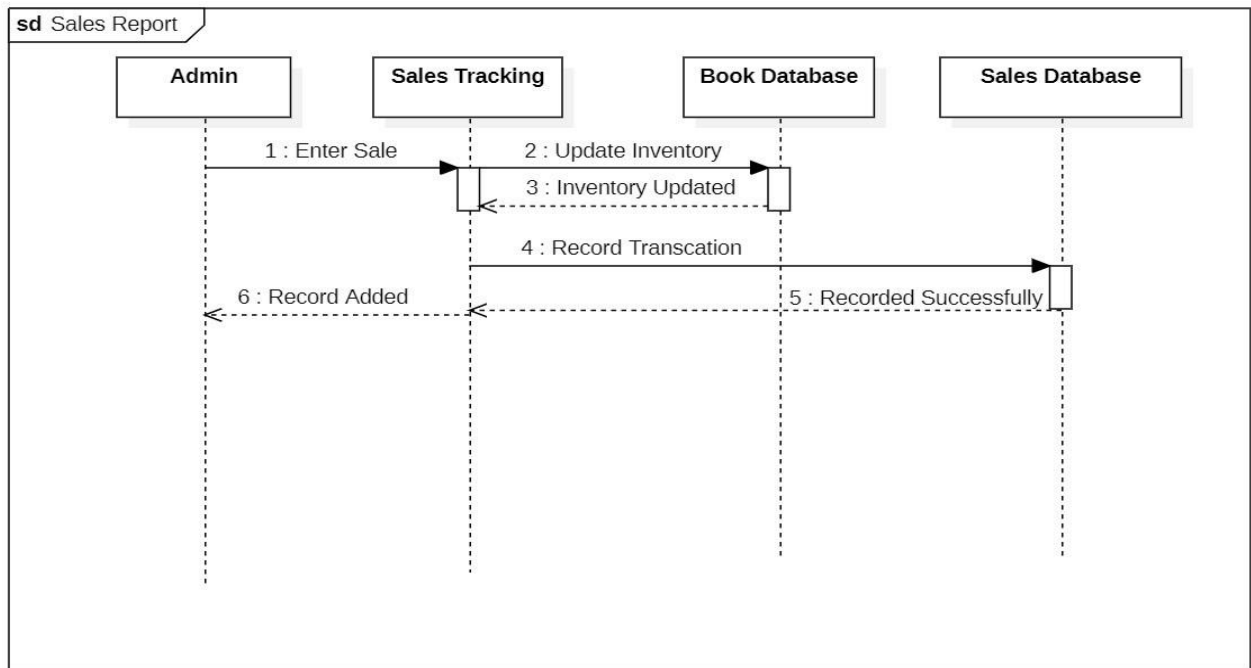 sd Sales Report
Admin
Sales Tracking
Book Database
Sales Database
1 : Enter Sale
2 : Update Inventory
3 : Inventory Updated
4 : Record Transcation
6 : Record Added
5 : Recorded Successfully